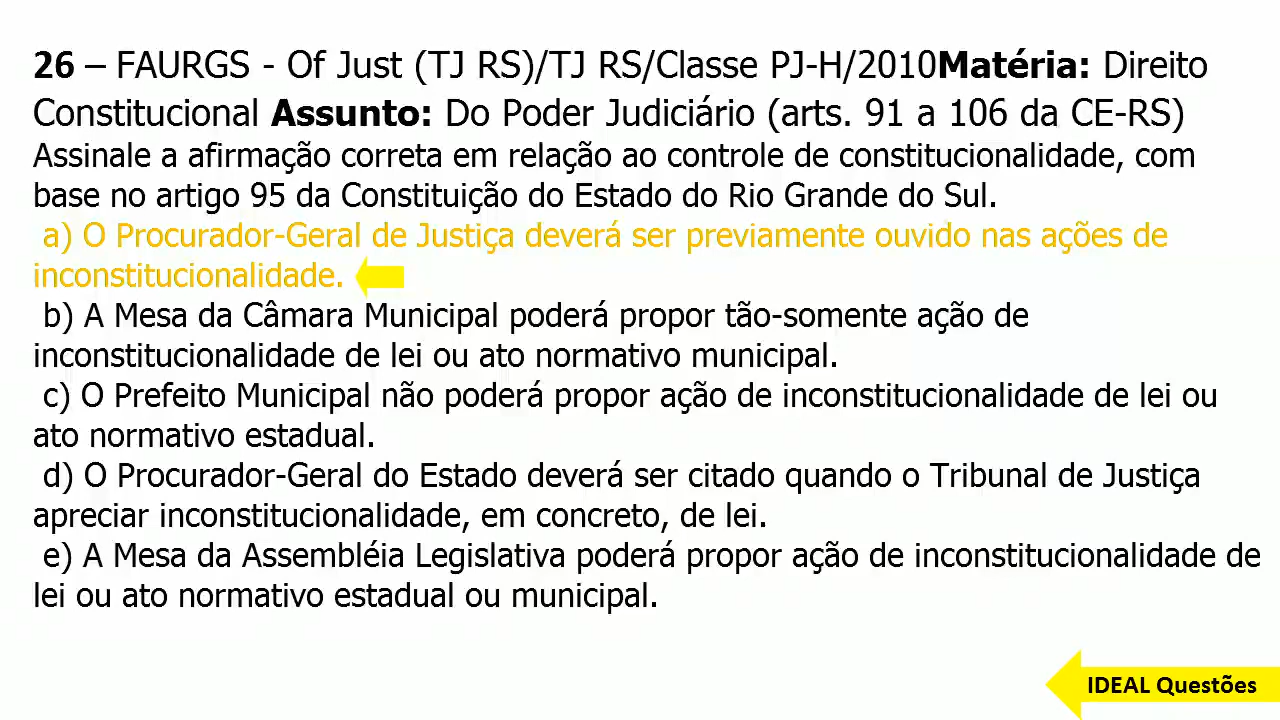 26 – FAURGS - Of Just (TJ RS)/TJ RS/Classe PJ-H/2010Matéria: Direito
Constitucional Assunto: Do Poder Judiciário (arts. 91 a 106 da CE-RS)
Assinale a afirmação correta em relação ao controle de constitucionalidade, com
base no artigo 95 da Constituição do Estado do Rio Grande do Sul.
a) O Procurador-Geral de Justiça deverá ser previamente ouvido nas ações de
inconstitucionalidade.
b) A Mesa da Câmara Municipal poderá propor tão-somente ação de
inconstitucionalidade de lei ou ato normativo municipal.
c) O Prefeito Municipal não poderá propor ação de inconstitucionalidade de lei ou
ato normativo estadual.
d) O Procurador-Geral do Estado deverá ser citado quando o Tribunal de Justiça
apreciar inconstitucionalidade, em concreto, de lei.
e) A Mesa da Assembléia Legislativa poderá propor ação de inconstitucionalidade de
lei ou ato normativo estadual ou municipal.
IDEAL Questões